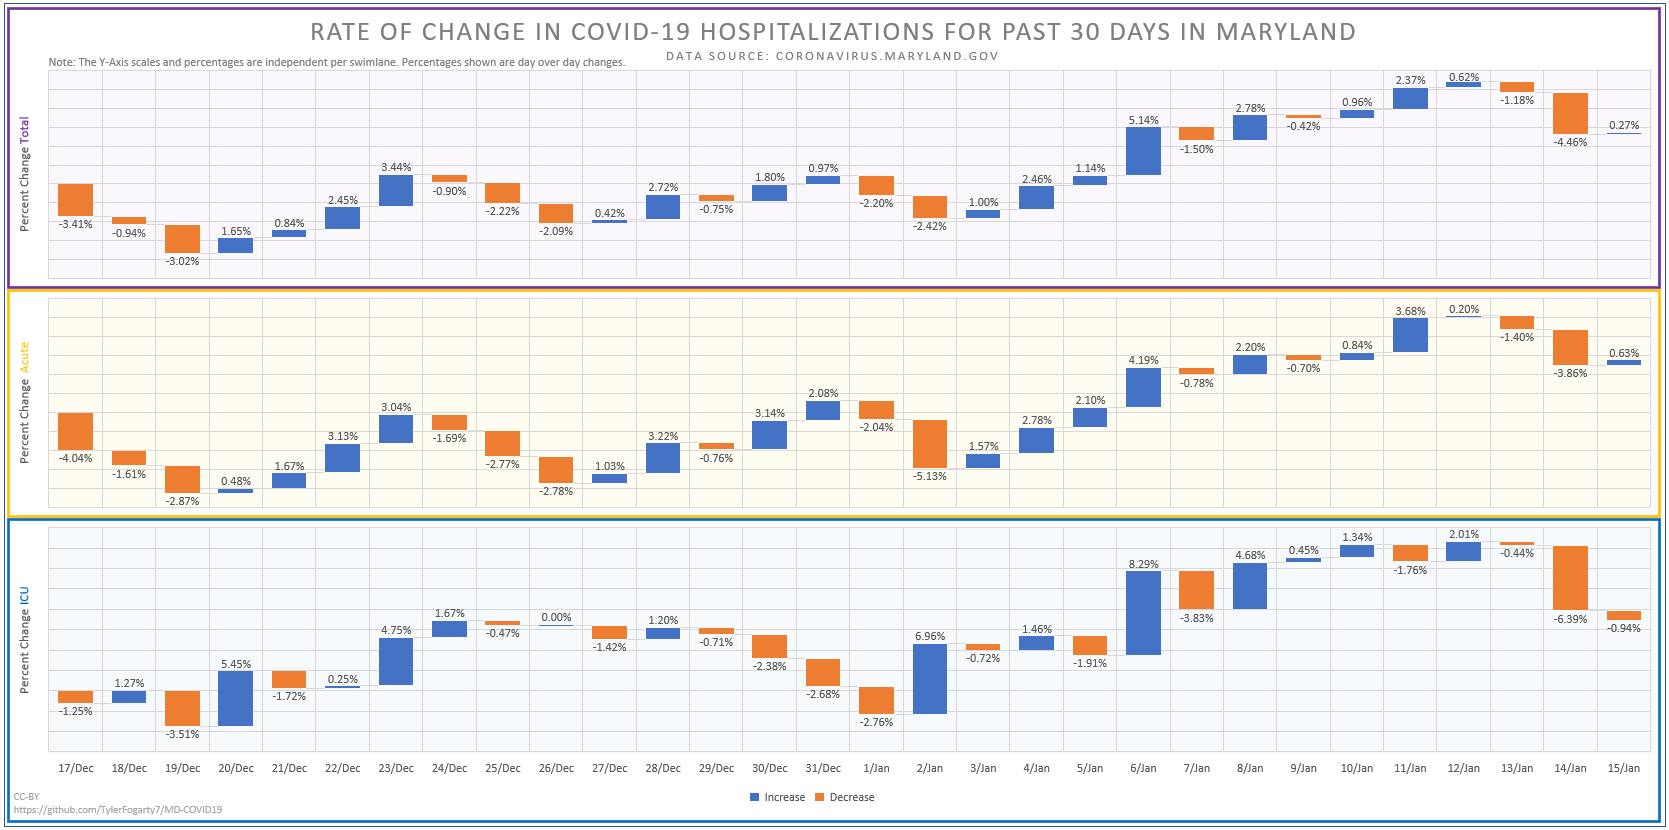 RATE OF CHANGE IN COVID-19 HOSPITALIZATIONS FOR PAST 30 DAYS IN MARYLAND
DATA SOURCE: CORONAVIRUS.MARYLAND.GOV
Note: The Y-Axis scales and percentages are independent per swimlane. Percentages shown are day over day changes.
Percent Change Total
-3.41% -0.94% -3.02% 1.65% 0.84% 2.45% 3.44% -0.90% -2.22% -2.09% 0.42% 2.72% -0.75% 1.80% 0.97% -2.20% -2.42% 1.00% 2.46% 1.14% 5.14% -1.50% 2.78% -0.42% 0.96% 2.37% 0.62% -1.18% -4.46% 0.27%
Percent Change Acute
-4.04% -1.61% -2.87% 0.48% 1.67% 3.13% 3.04% -1.69% -2.77% -2.78% 1.03% 3.22% -0.76% 3.14% 2.08% -2.04% -5.13% 1.57% 2.78% 2.10% 4.19% -0.78% 2.20% -0.70% 0.84% 3.68% 0.20% -1.40% -3.86% 0.63%
Percent Change ICU
-1.25% 1.27% -3.51% 5.45% -1.72% 0.25% 4.75% 1.67% -0.47% 0.00% -1.42% 1.20% -0.71% -2.38% -2.68% -2.76% 6.96% -0.72% 1.46% -1.91% 8.29% -3.83% 4.68% 0.45% 1.34% -1.76% 2.01% -0.44% -6.39% -0.94%
17/Dec 18/Dec 19/Dec 20/Dec 21/Dec 22/Dec 23/Dec 24/Dec 25/Dec 26/Dec 27/Dec 28/Dec 29/Dec 30/Dec 31/Dec 1/Jan 2/Jan 3/Jan 4/Jan 5/Jan 6/Jan 7/Jan 8/Jan 9/Jan 10/Jan 11/Jan 12/Jan 13/Jan 14/Jan 15/Jan
Increase Decrease
CC-BY
https://github.com/TylerFogarty7/MD-COVID19